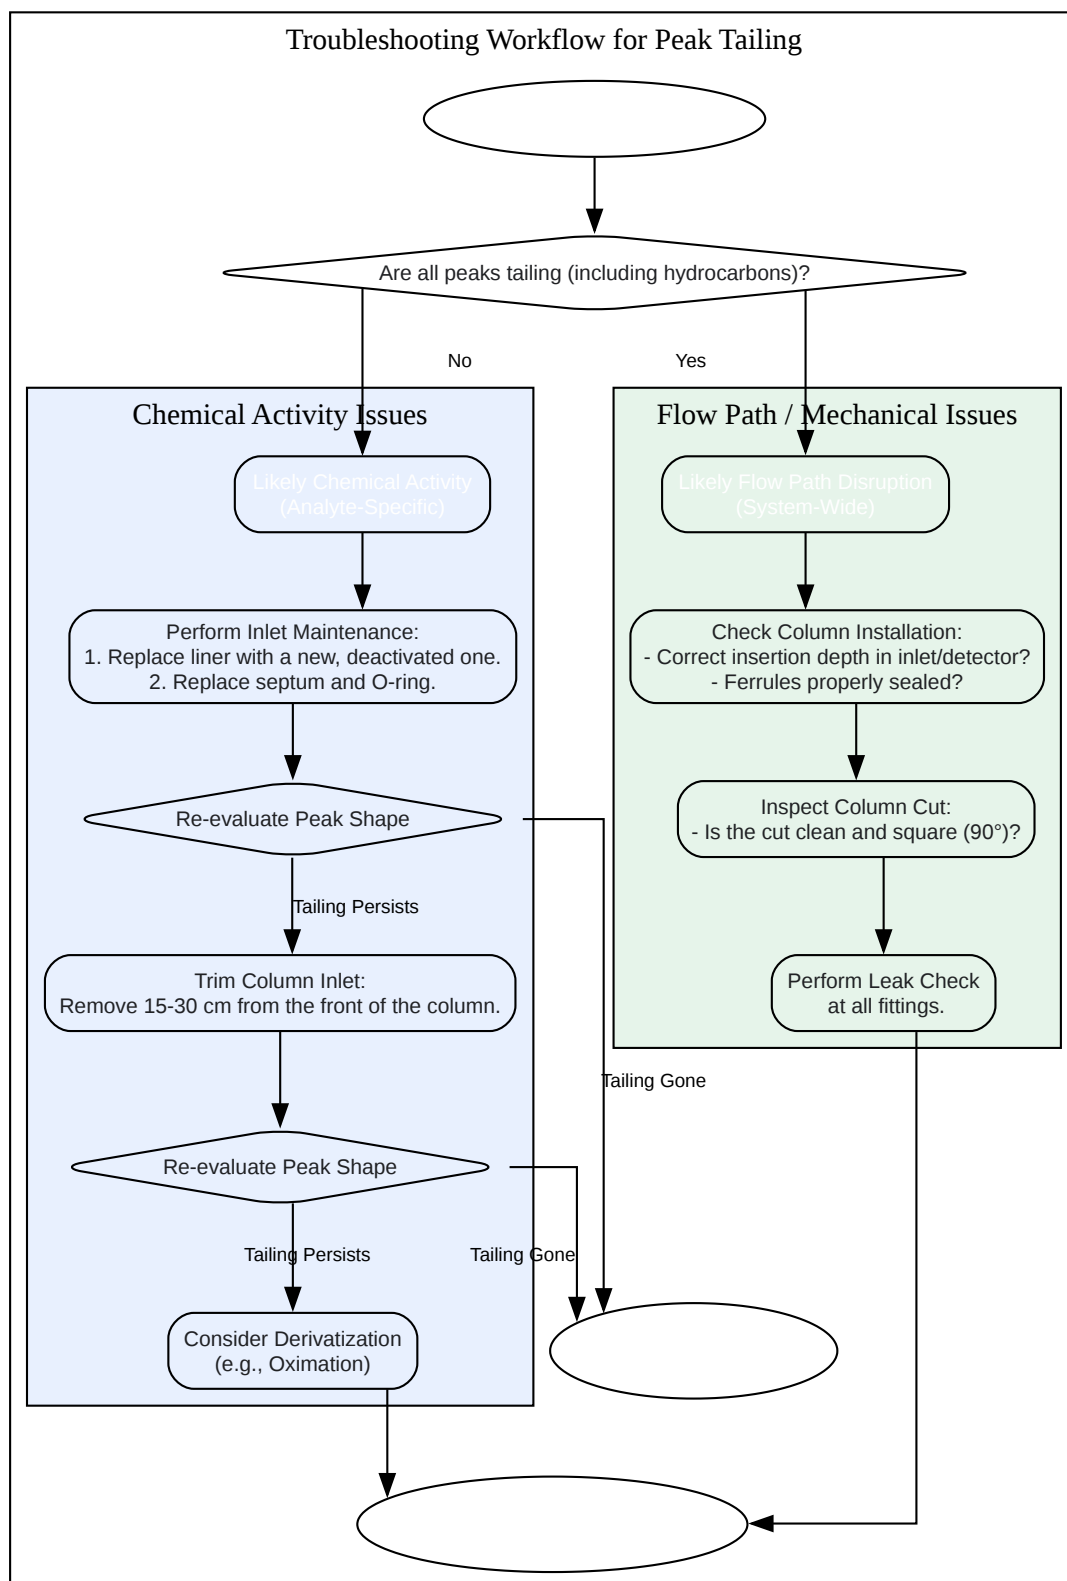 Troubleshooting Workflow for Peak Tailing
Are all peaks tailing (including hydrocarbons)?
No
Yes
Chemical Activity Issues
Flow Path / Mechanical Issues
Likely Chemical Activity
(Analyte-Specific)
Likely Flow Path Disruption
(System-Wide)
Perform Inlet Maintenance:
1. Replace liner with a new, deactivated one.
2. Replace septum and O-ring.
Check Column Installation:
- Correct insertion depth in inlet/detector?
- Ferrules properly sealed?
Re-evaluate Peak Shape
Inspect Column Cut:
- Is the cut clean and square (90°)?
Tailing Persists
Trim Column Inlet:
Remove 15-30 cm from the front of the column.
Perform Leak Check
at all fittings.
Tailing Gone
Re-evaluate Peak Shape
Tailing Persists
Tailing Gone
Consider Derivatization
(e.g., Oximation)